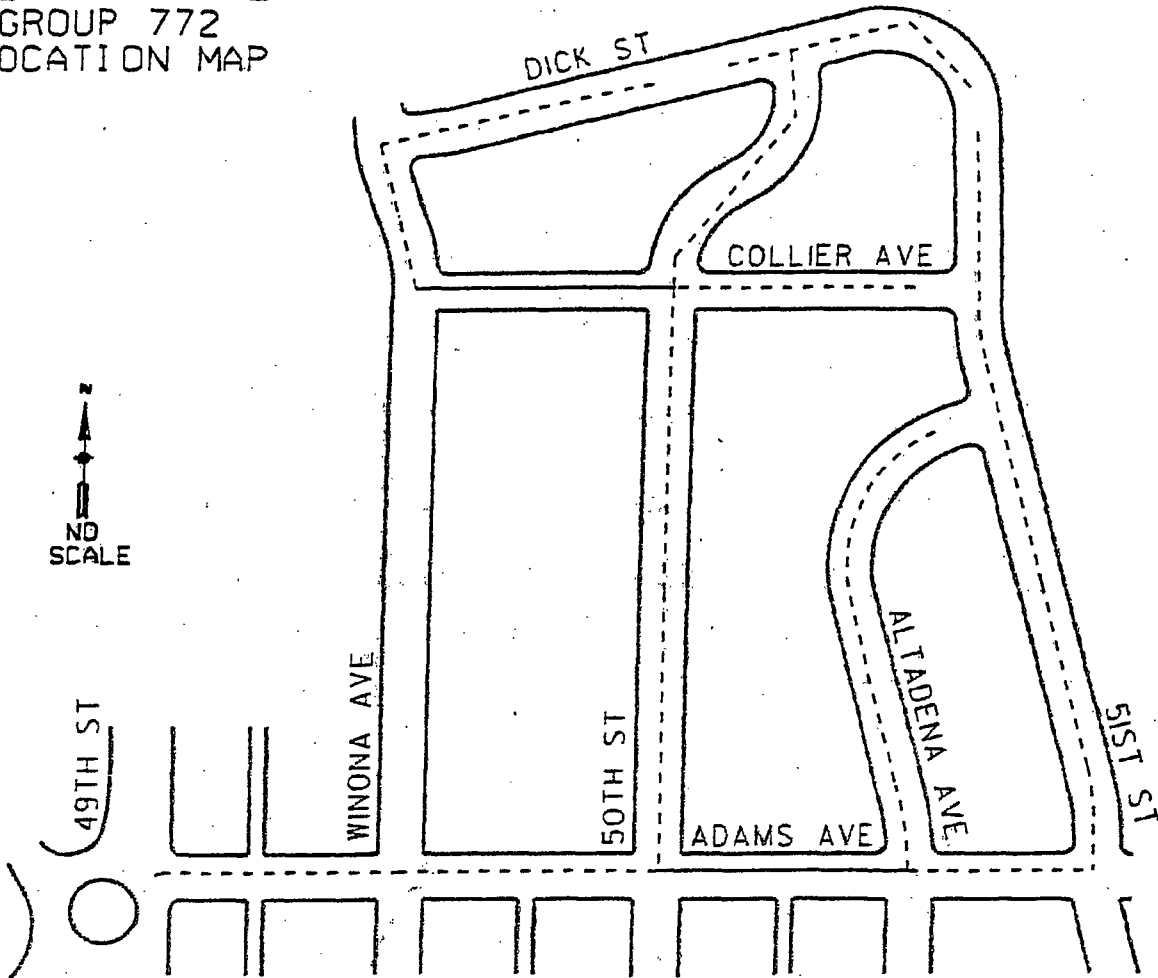 GROUP 772
OCATION MAP
DICK ST
COLLIER AVE
N
NO
SCALE
ALTADENA AVE
WINONA AVE
49TH ST
50TH ST
51ST ST
ADAMS AVE